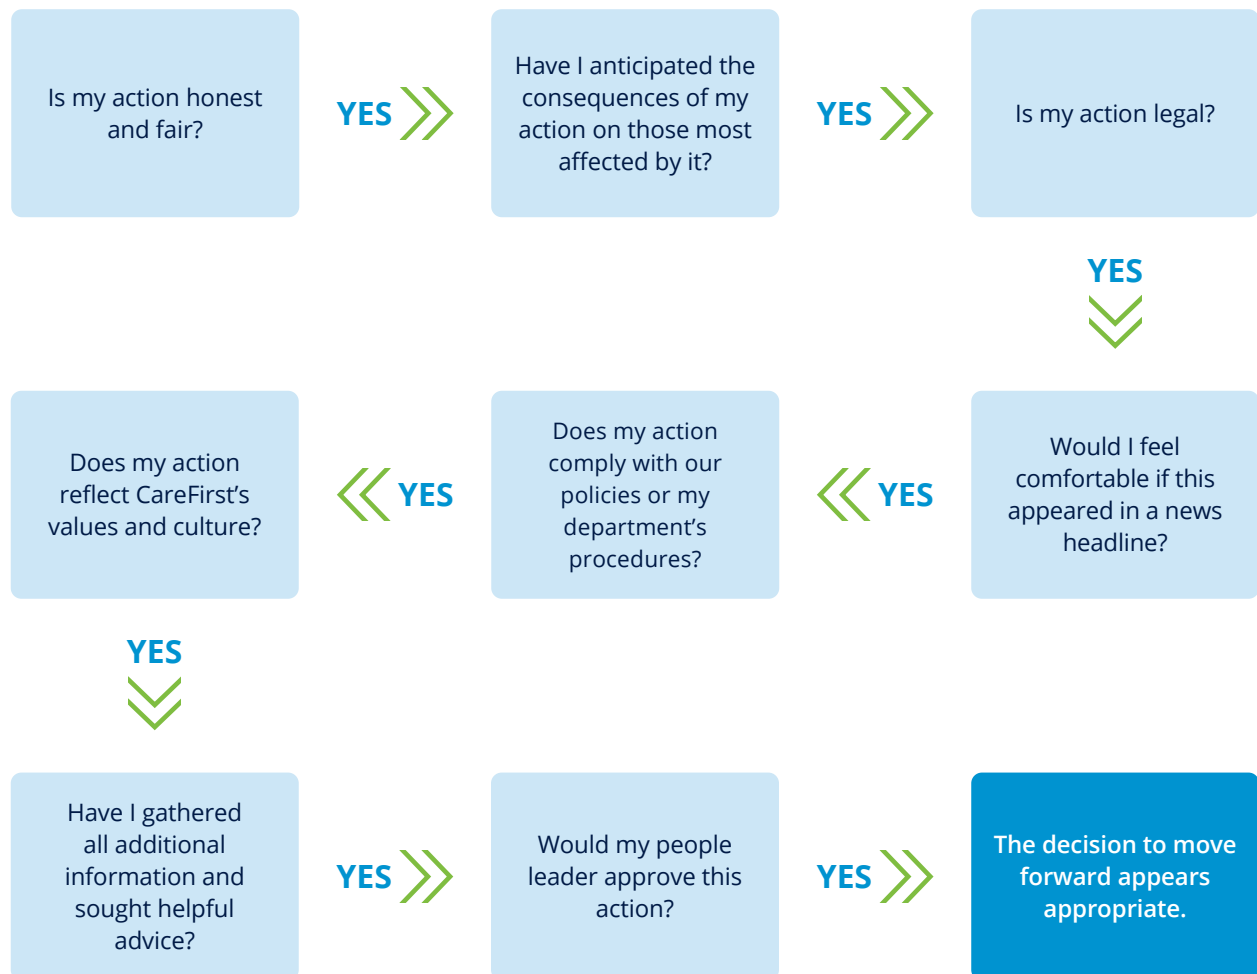 Is my action honest
and fair?
YES
Have I anticipated the
consequences of my
action on those most
affected by it?
YES
Is my action legal?
YES
Would I feel
comfortable if this
appeared in a news
headline?
YES
Does my action
comply with our
policies or my
department’s
procedures?
YES
Does my action
reflect CareFirst’s
values and culture?
YES
Have I gathered
all additional
information and
sought helpful
advice?
YES
Would my people
leader approve this
action?
YES
The decision to move
forward appears
appropriate.